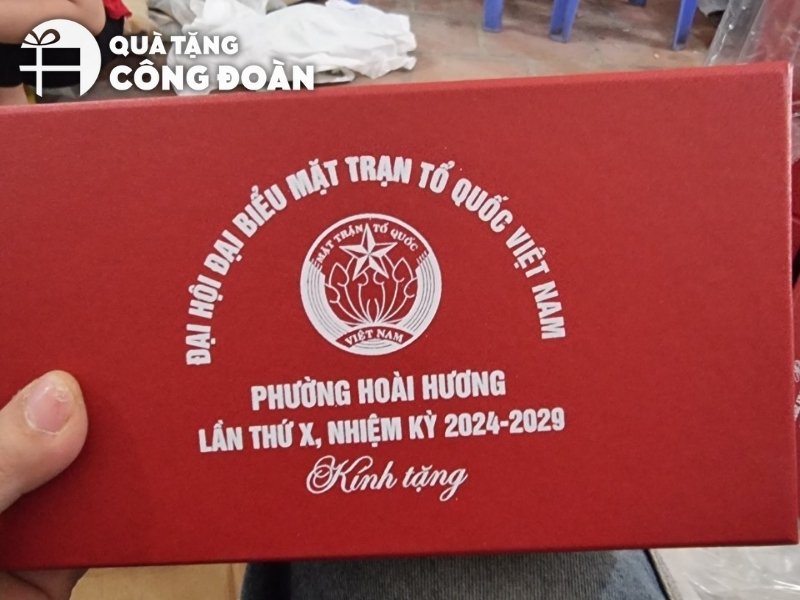 QUÀ TẶNG
CÔNG ĐOÀN
ĐẠI HỘI ĐẠI BIỂU MẶT TRẬN TỔ QUỐC VIỆT NAM
MẶT TRẬN TỔ QUỐC
VIỆT NAM
PHƯỜNG HOÀI HƯƠNG
LẦN THỨ X, NHIỆM KỲ 2024-2029
Kính tặng